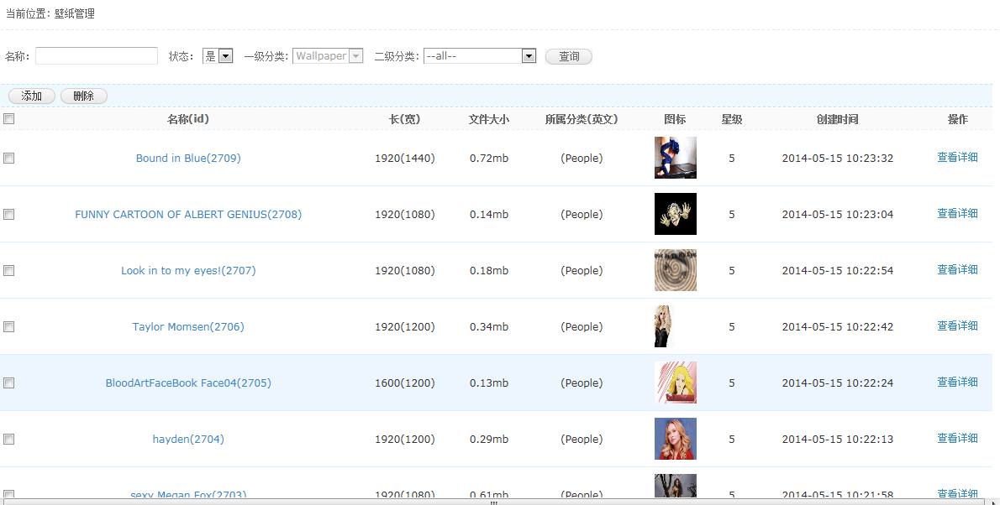 当前位置：壁纸管理
名称： 状态： 是 一级分类： Wallpaper 二级分类： --all-- 查询
添加 删除
名称(id) 长(宽) 文件大小 所属分类(英文) 图标 星级 创建时间 操作
Bound in Blue(2709) 1920(1440) 0.72mb (People) 5 2014-05-15 10:23:32 查看详细
FUNNY CARTOON OF ALBERT GENIUS(2708) 1920(1080) 0.14mb (People) 5 2014-05-15 10:23:04 查看详细
Look in to my eyes!(2707) 1920(1080) 0.18mb (People) 5 2014-05-15 10:22:54 查看详细
Taylor Momsen(2706) 1920(1200) 0.34mb (People) 5 2014-05-15 10:22:42 查看详细
BloodArtFaceBook Face04(2705) 1600(1200) 0.13mb (People) 5 2014-05-15 10:22:24 查看详细
hayden(2704) 1920(1200) 0.29mb (People) 5 2014-05-15 10:22:13 查看详细
sexy Megan Fox(2703) 1920(1080) 0.61mb (People) 5 2014-05-15 10:21:58 查看详细